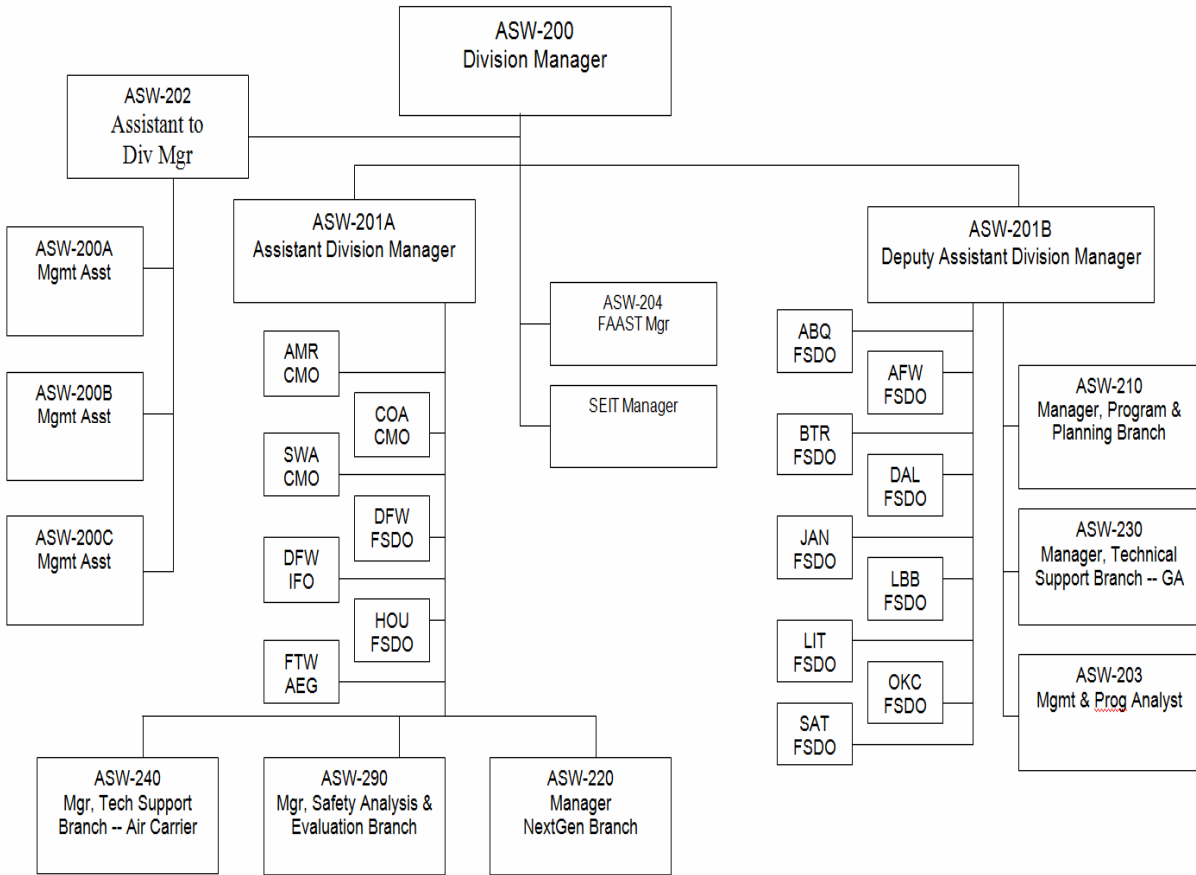 ASW-200
Division Manager
ASW-202
Assistant to
Div Mgr
ASW-201A
Assistant Division Manager
ASW-201B
Deputy Assistant Division Manager
ASW-200A
Mgmt Asst
ASW-200B
Mgmt Asst
ASW-200C
Mgmt Asst
ASW-204
FAAST Mgr
SEIT Manager
AMR
CMO
COA
CMO
SWA
CMO
DFW
FSDO
DFW
IFO
HOU
FSDO
FTW
AEG
ABQ
FSDO
AFW
FSDO
BTR
FSDO
DAL
FSDO
JAN
FSDO
LBB
FSDO
LIT
FSDO
OKC
FSDO
SAT
FSDO
ASW-210
Manager, Program &
Planning Branch
ASW-230
Manager, Technical
Support Branch -- GA
ASW-203
Mgmt & Prog Analyst
ASW-240
Mgr, Tech Support
Branch -- Air Carrier
ASW-290
Mgr, Safety Analysis &
Evaluation Branch
ASW-220
Manager
NextGen Branch